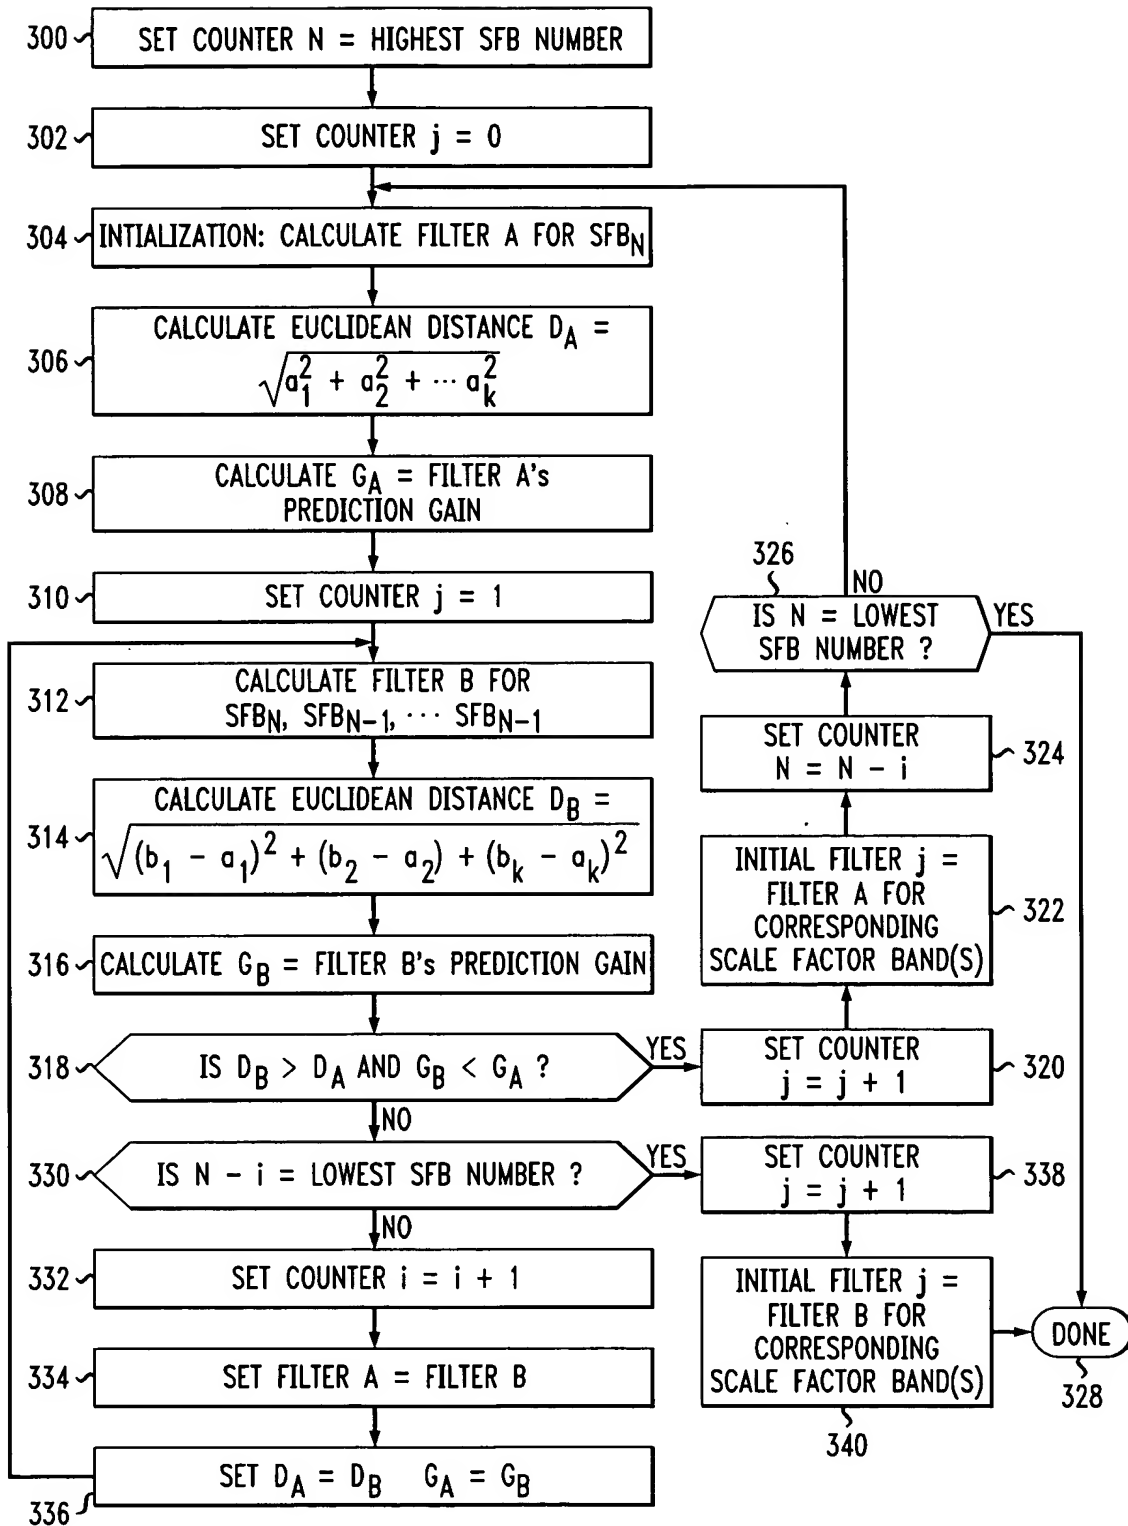 300
SET COUNTER N = HIGHEST SFB NUMBER
302
SET COUNTER j = 0
304
INTIALIZATION: CALCULATE FILTER A FOR SFB_N
306
CALCULATE EUCLIDEAN DISTANCE D_A =
√(a_1^2 + a_2^2 + ··· a_k^2)
308
CALCULATE G_A = FILTER A's
PREDICTION GAIN
310
SET COUNTER j = 1
312
CALCULATE FILTER B FOR
SFB_N, SFB_N-1, ··· SFB_N-1
314
CALCULATE EUCLIDEAN DISTANCE D_B =
√((b_1 - a_1)^2 + (b_2 - a_2) + (b_k - a_k)^2)
316
CALCULATE G_B = FILTER B's PREDICTION GAIN
318
IS D_B > D_A AND G_B < G_A ?
YES
NO
320
SET COUNTER
j = j + 1
322
INITIAL FILTER j =
FILTER A FOR
CORRESPONDING
SCALE FACTOR BAND(S)
324
SET COUNTER
N = N - i
326
IS N = LOWEST
SFB NUMBER ?
NO
YES
330
IS N - i = LOWEST SFB NUMBER ?
YES
NO
338
SET COUNTER
j = j + 1
340
INITIAL FILTER j =
FILTER B FOR
CORRESPONDING
SCALE FACTOR BAND(S)
DONE
328
332
SET COUNTER i = i + 1
334
SET FILTER A = FILTER B
336
SET D_A = D_B G_A = G_B